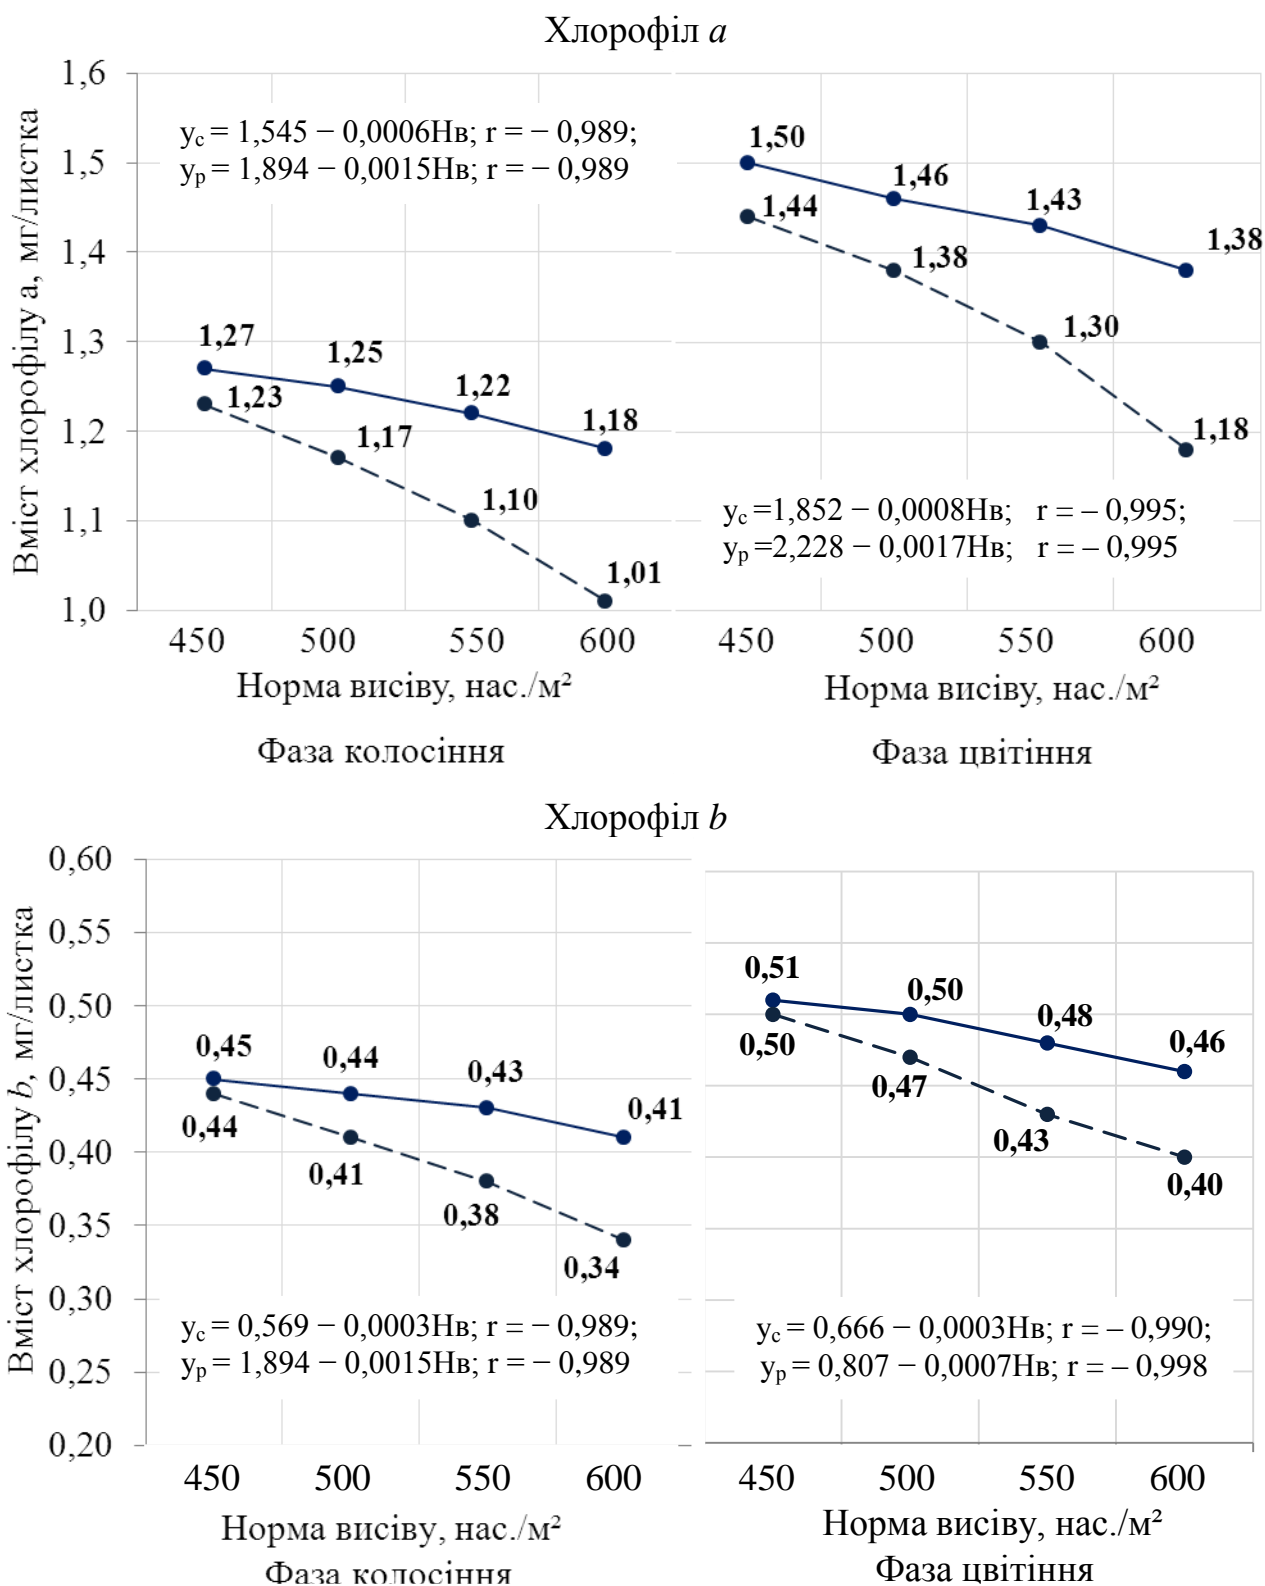 Хлорофіл a
Вміст хлорофілу а, мг/листка
1,6
1,5
1,4
1,3
1,2
1,1
1,0
yс = 1,545 − 0,0006Нв; r = − 0,989;
yр = 1,894 − 0,0015Нв; r = − 0,989
1,27
1,25
1,22
1,18
1,23
1,17
1,10
1,01
450 500 550 600
Норма висіву, нас./м²
Фаза колосіння
1,50
1,46
1,43
1,38
1,44
1,38
1,30
1,18
yс =1,852 − 0,0008Нв; r = – 0,995;
yр =2,228 − 0,0017Нв; r = – 0,995
450 500 550 600
Норма висіву, нас./м²
Фаза цвітіння
Хлорофіл b
Вміст хлорофілу b, мг/листка
0,60
0,55
0,50
0,45
0,40
0,35
0,30
0,25
0,20
0,45
0,44
0,43
0,41
0,44
0,41
0,38
0,34
yс = 0,569 − 0,0003Нв; r = − 0,989;
yр = 1,894 − 0,0015Нв; r = − 0,989
450 500 550 600
Норма висіву, нас./м²
Фаза колосіння
0,51
0,50
0,48
0,46
0,50
0,47
0,43
0,40
yс = 0,666 − 0,0003Нв; r = − 0,990;
yр = 0,807 − 0,0007Нв; r = − 0,998
450 500 550 600
Норма висіву, нас./м²
Фаза цвітіння